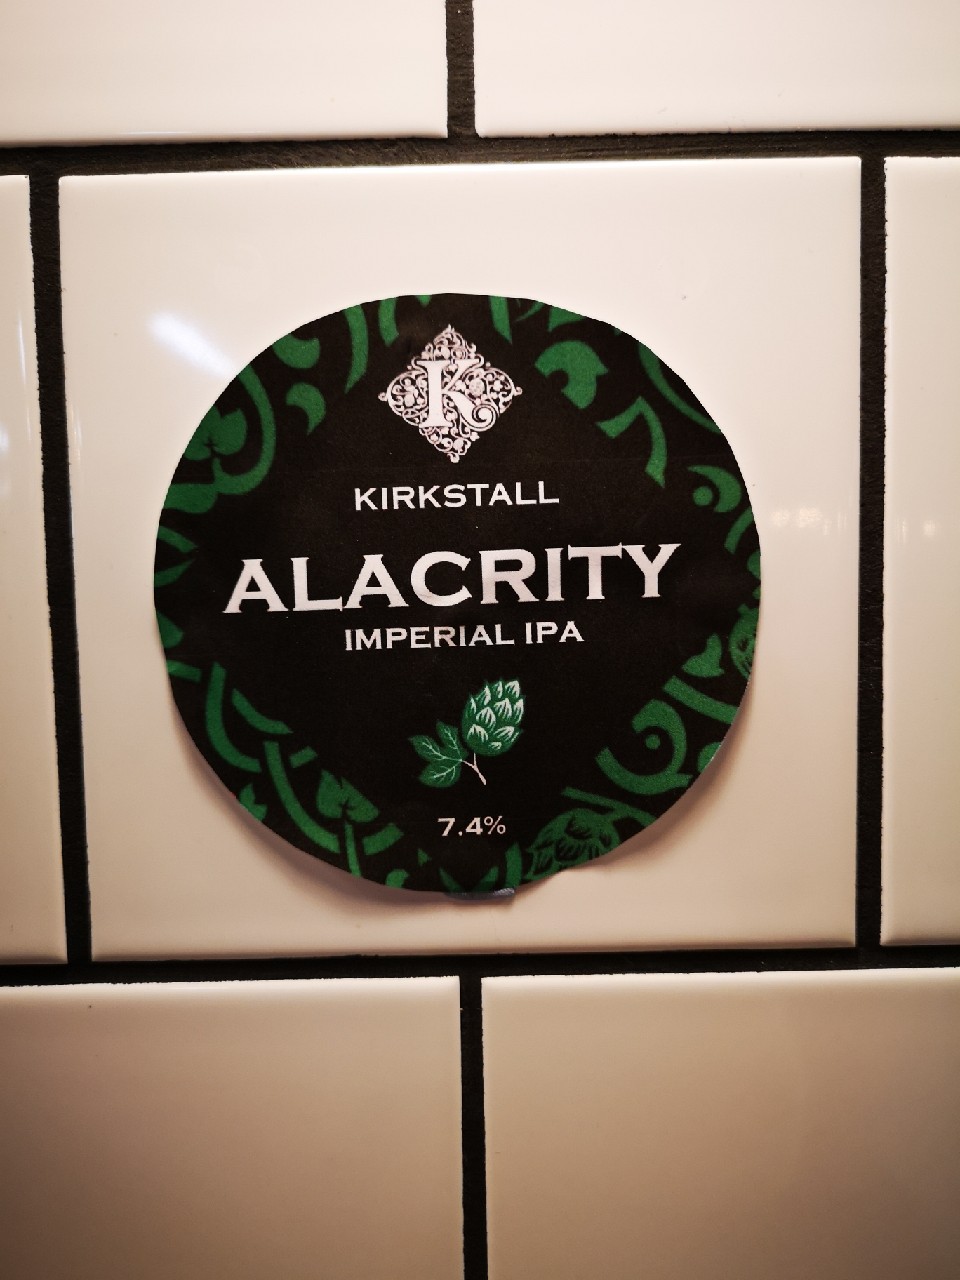 K
KIRKSTALL
ALACRITY
IMPERIAL IPA
7.4%